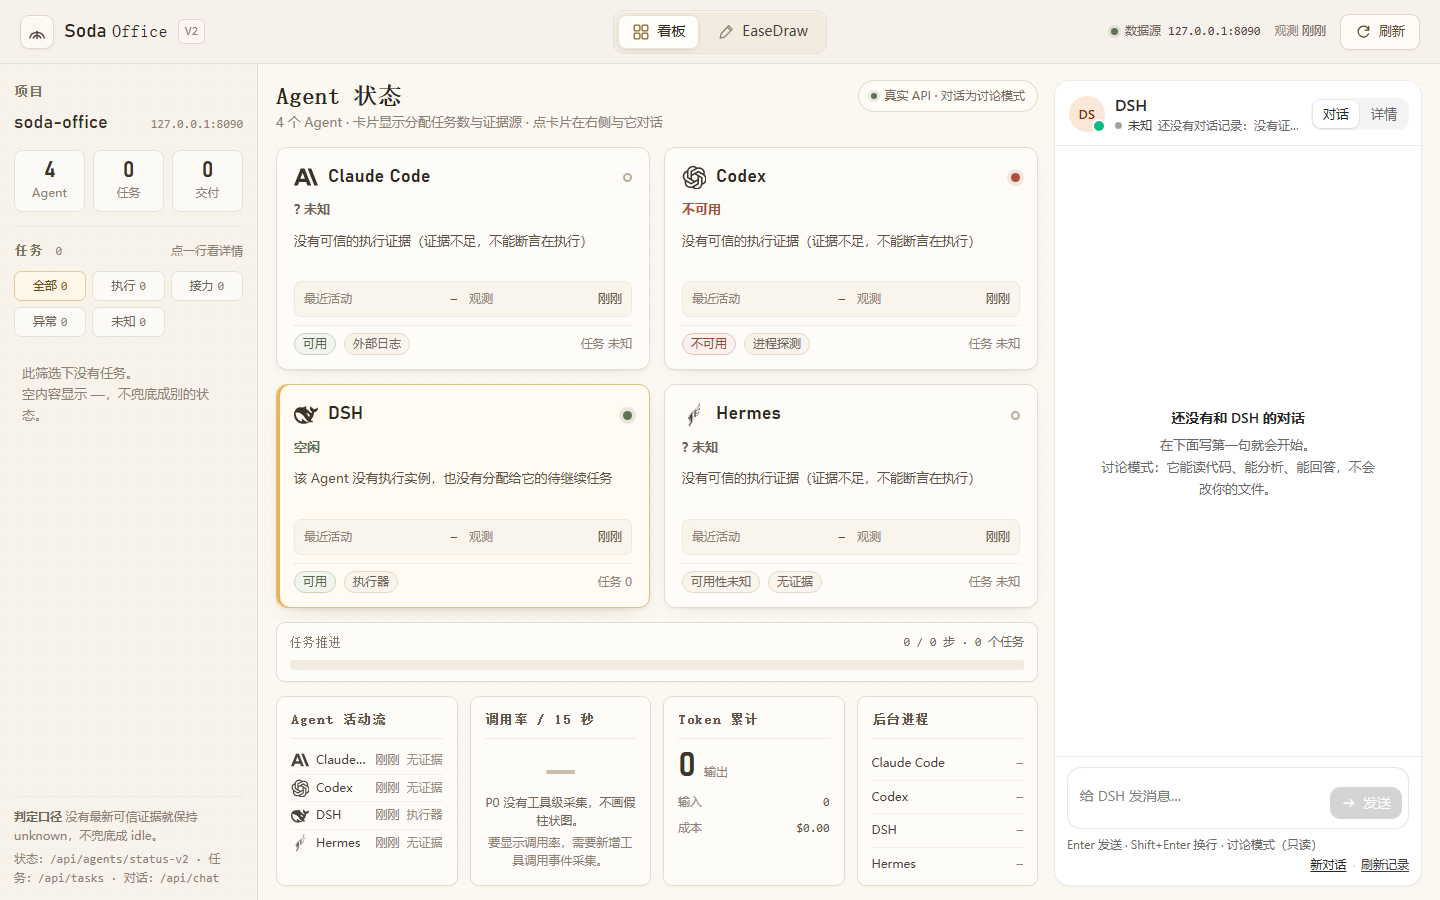 Soda Office V2
看板
EaseDraw
数据源 127.0.0.1:8090
观测 刚刚
刷新
项目
soda-office 127.0.0.1:8090
4 Agent
0 任务
0 交付
任务 0 点一行看详情
全部 0
执行 0
接力 0
异常 0
未知 0
此筛选下没有任务。
空内容显示 —，不兜底成别的状
态。
判定口径 没有最新可信证据就保持
unknown，不兜底成 idle。
状态: /api/agents/status-v2 · 任
务: /api/tasks · 对话: /api/chat
Agent 状态
4 个 Agent · 卡片显示分配任务数与证据源 · 点卡片在右侧与它对话
真实 API · 对话为讨论模式
Claude Code
? 未知
没有可信的执行证据（证据不足，不能断言在执行）
最近活动 — 观测 刚刚
可用 外部日志 任务 未知
Codex
不可用
没有可信的执行证据（证据不足，不能断言在执行）
最近活动 — 观测 刚刚
不可用 进程探测 任务 未知
DSH
空闲
该 Agent 没有执行实例，也没有分配给它的待继续任务
最近活动 — 观测 刚刚
可用 执行器 任务 0
Hermes
? 未知
没有可信的执行证据（证据不足，不能断言在执行）
最近活动 — 观测 刚刚
可用性未知 无证据 任务 未知
任务推进 0 / 0 步 · 0 个任务
Agent 活动流
Claude... 刚刚 无证据
Codex 刚刚 无证据
DSH 刚刚 执行器
Hermes 刚刚 无证据
调用率 / 15 秒
—
P0 没有工具级采集，不画假
柱状图。
要显示调用率，需要新增工
具调用事件采集。
Token 累计
0 输出
输入 0
成本 $0.00
后台进程
Claude Code —
Codex —
DSH —
Hermes —
DS
DSH
未知 还没有对话记录：没有证...
对话 详情
还没有和 DSH 的对话
在下面写第一句就会开始。
讨论模式：它能读代码、能分析、能回答，不会
改你的文件。
给 DSH 发消息...
→ 发送
Enter 发送 · Shift+Enter 换行 · 讨论模式（只读）
新对话 · 刷新记录